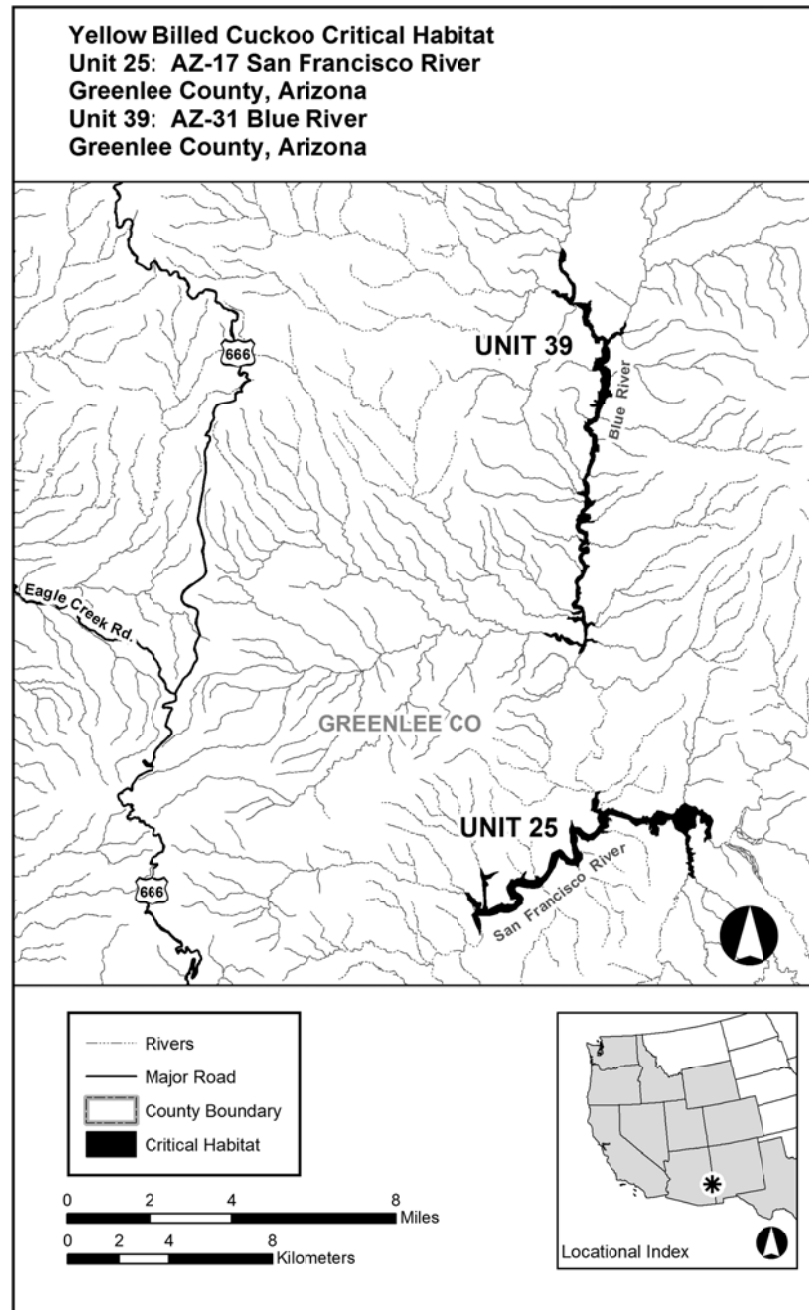 Yellow Billed Cuckoo Critical Habitat
Unit 25: AZ-17 San Francisco River
Greenlee County, Arizona
Unit 39: AZ-31 Blue River
Greenlee County, Arizona
666
UNIT 39
Blue River
Eagle Creek Rd.
GREENLEE CO
UNIT 25
San Francisco River
666
Rivers
Major Road
County Boundary
Critical Habitat
0 2 4 8
Miles
0 2 4 8
Kilometers
Locational Index